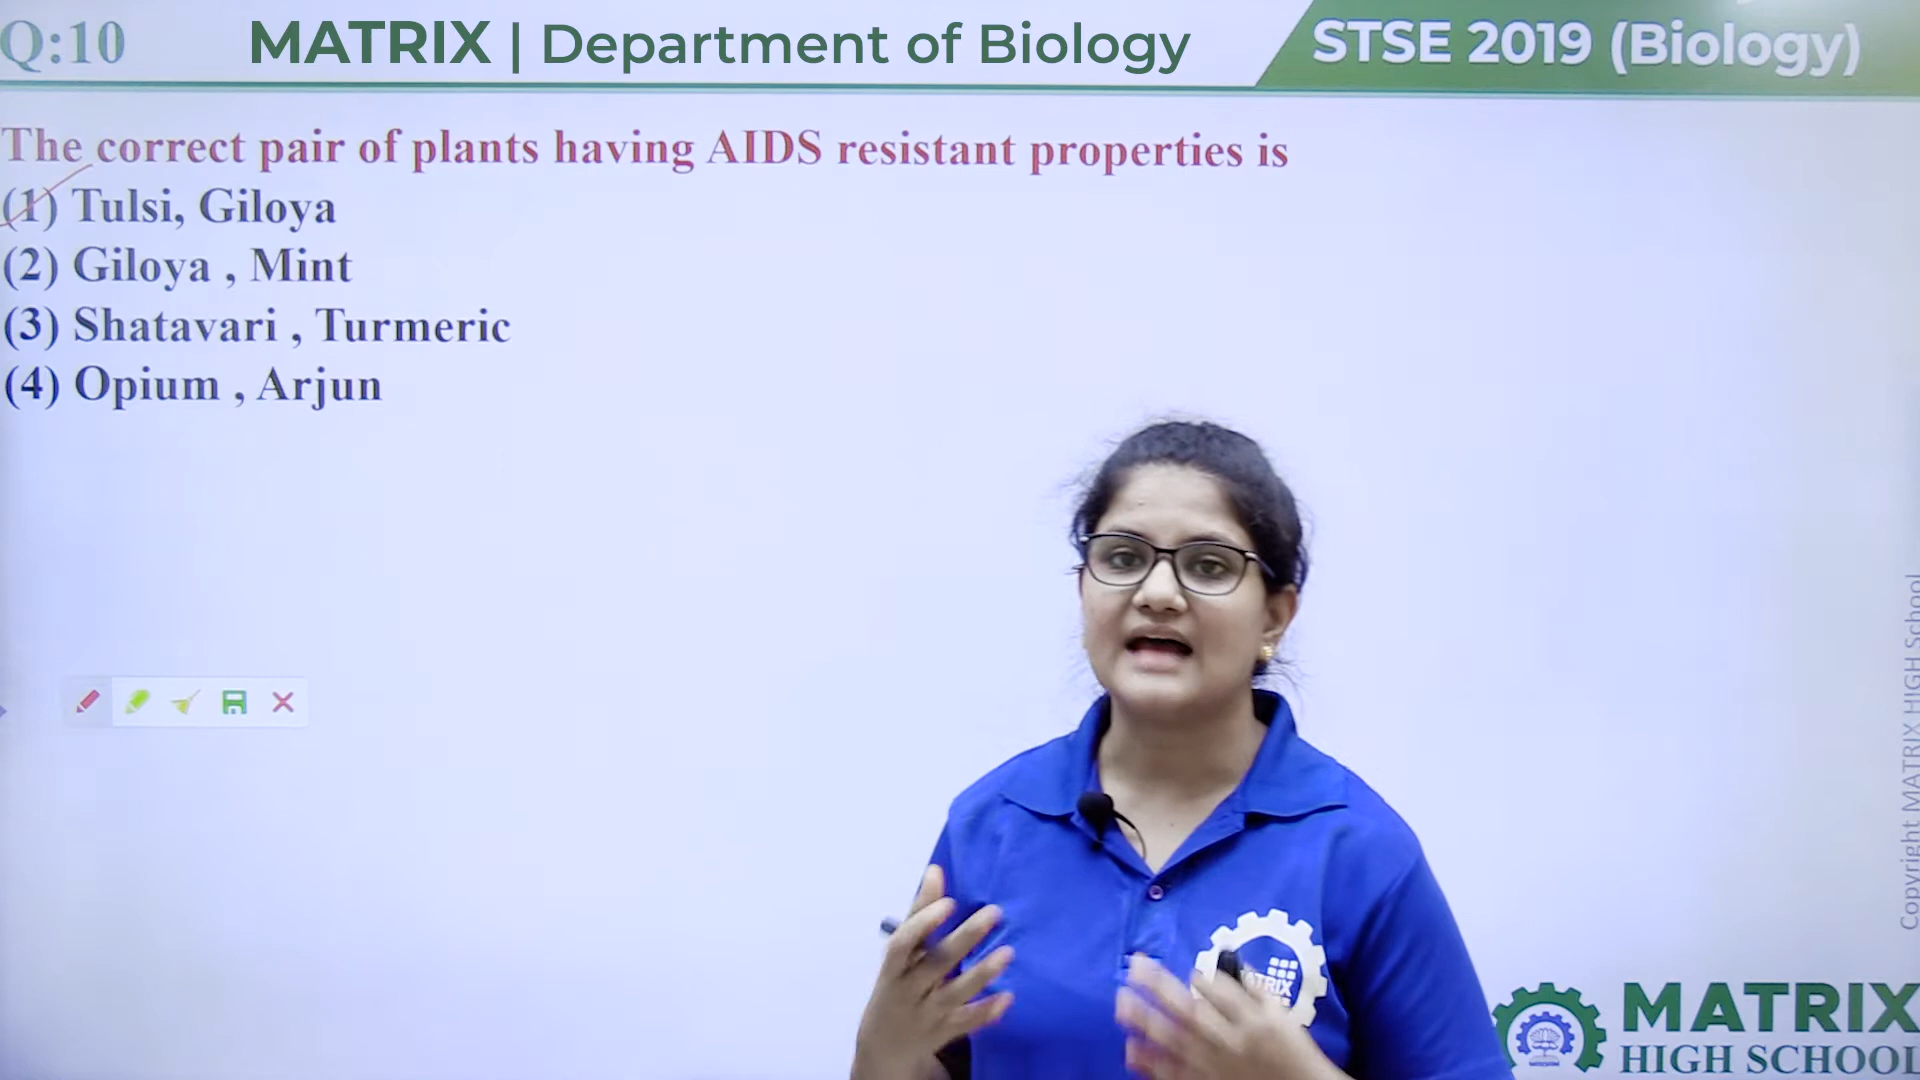 Q:10
MATRIX | Department of Biology
STSE 2019 (Biology)
The correct pair of plants having AIDS resistant properties is
(1) Tulsi, Giloya
(2) Giloya , Mint
(3) Shatavari , Turmeric
(4) Opium , Arjun
Copyright MATRIX HIGH School
MATRIX
MATRIX
HIGH SCHOOL